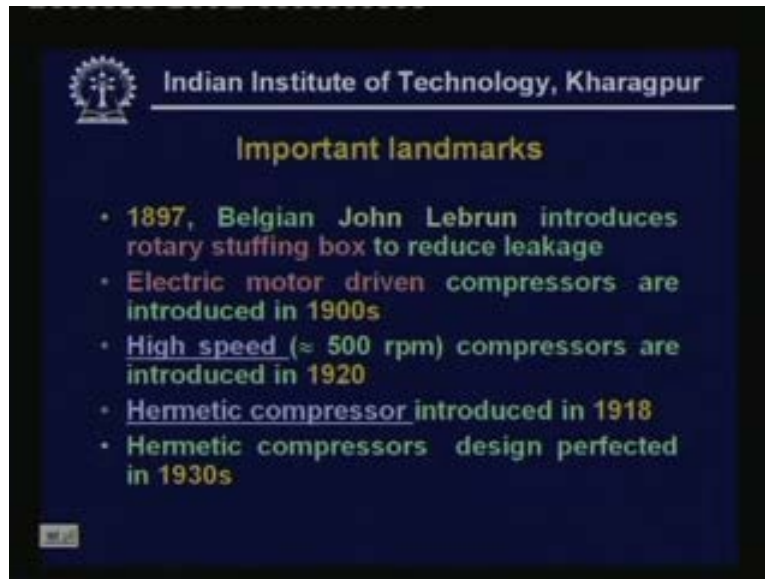 Indian Institute of Technology, Kharagpur
Important landmarks
• 1897, Belgian John Lebrun introduces
rotary stuffing box to reduce leakage
• Electric motor driven compressors are
introduced in 1900s
• High speed (≈ 500 rpm) compressors are
introduced in 1920
• Hermetic compressor introduced in 1918
• Hermetic compressors design perfected
in 1930s